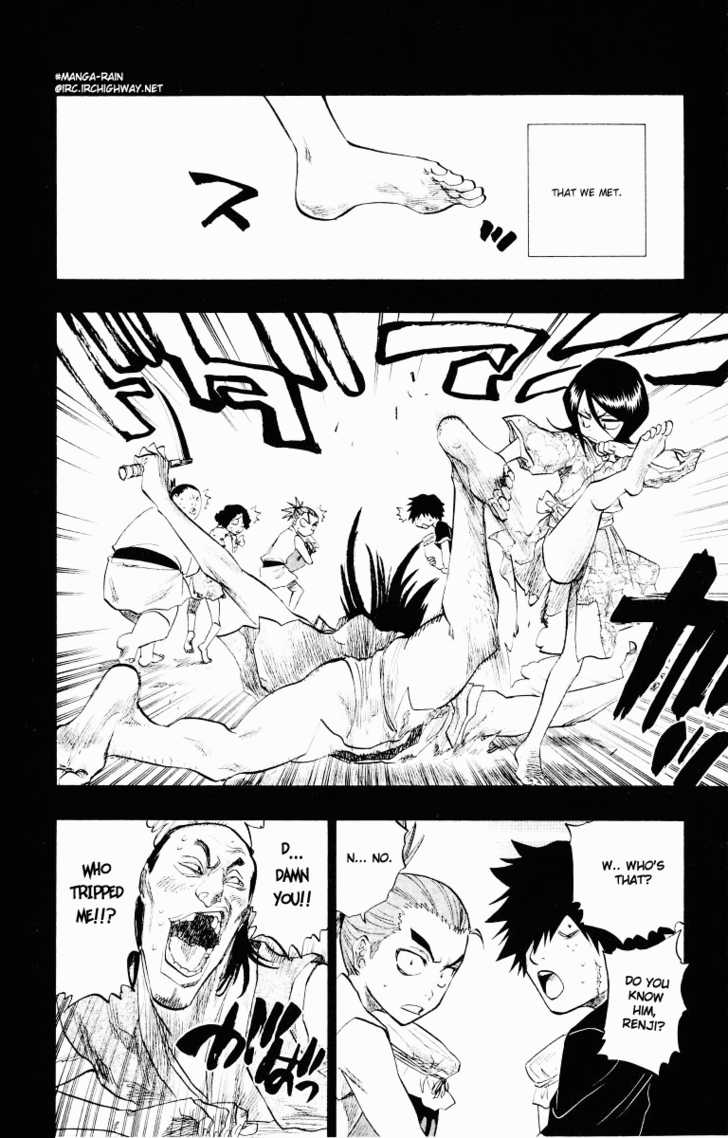 #MANGA-RAIN
@IRC.IRCHIGHWAY.NET
THAT WE MET.
ス
W.. WHO'S
THAT?
N... NO.
DO YOU
KNOW
HIM,
RENJI?
D...
DAMN
YOU!!
WHO
TRIPPED
ME!!?